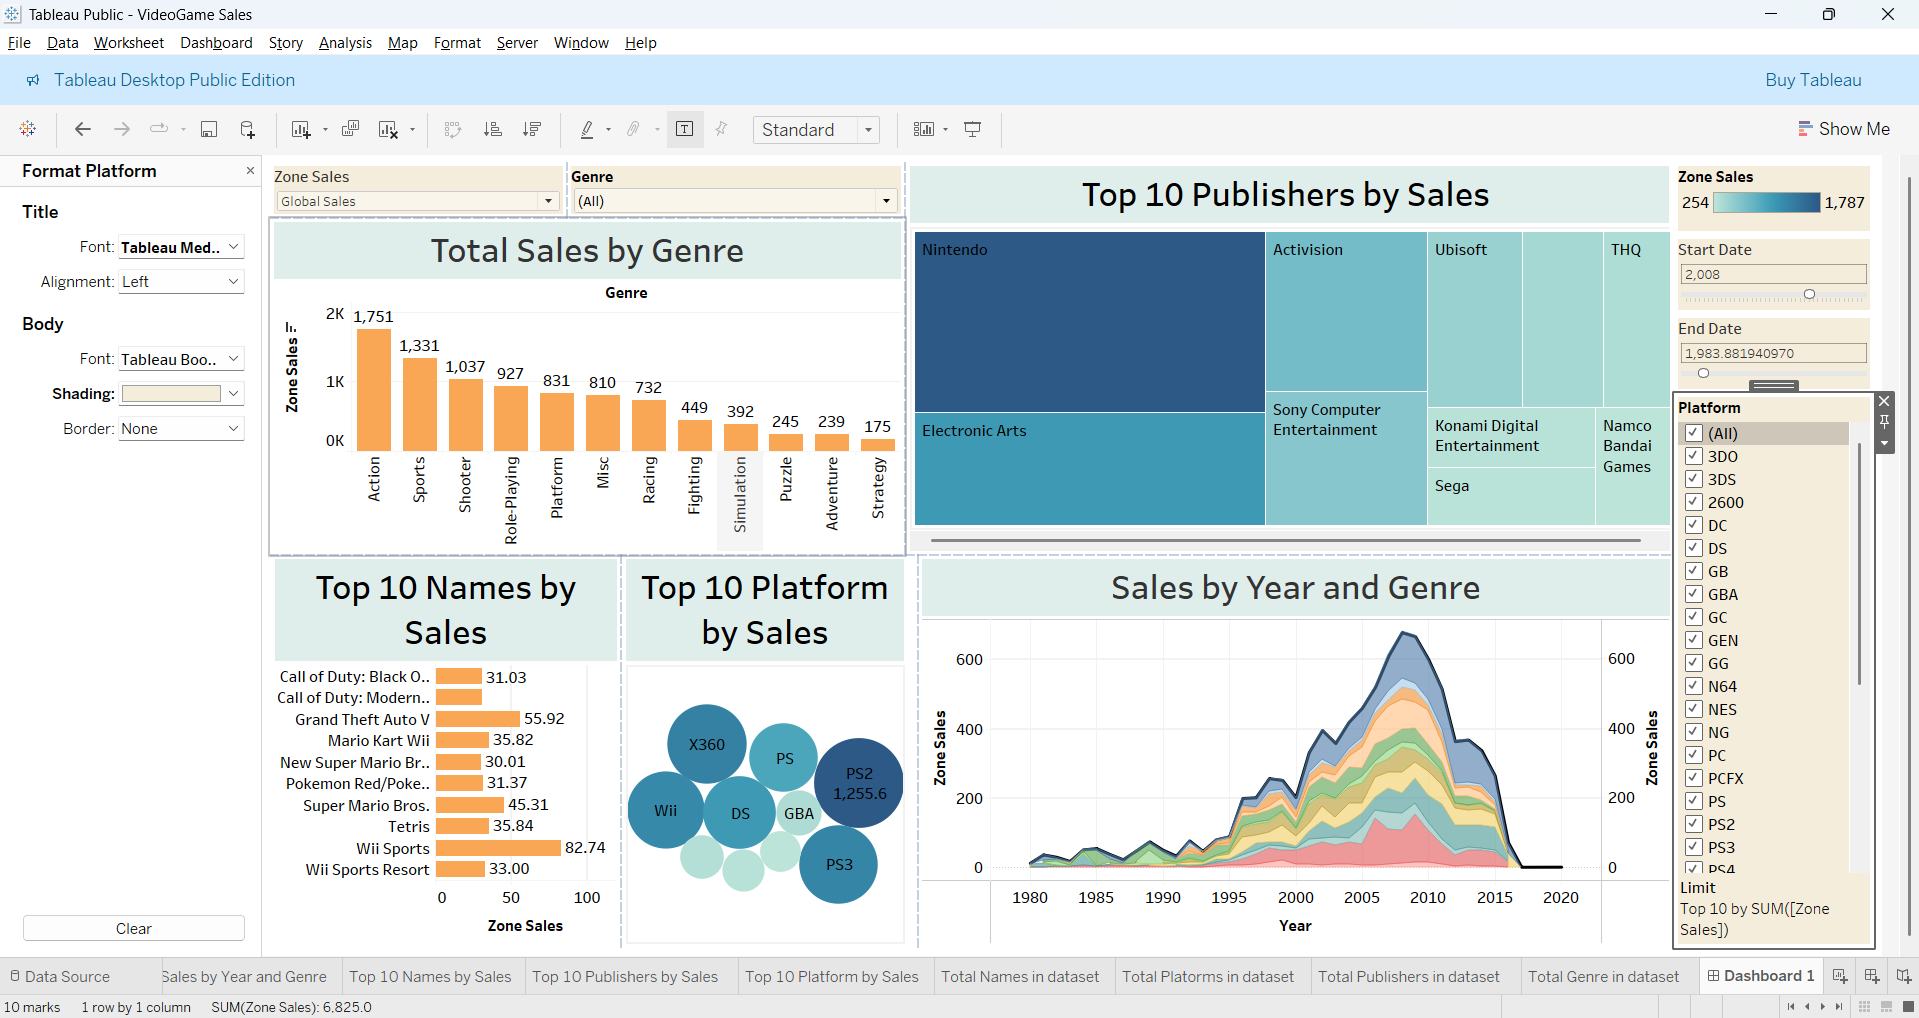 Tableau Public - VideoGame Sales
File Data Worksheet Dashboard Story Analysis Map Format Server Window Help
Tableau Desktop Public Edition
Buy Tableau
Standard
Show Me
Format Platform
Title
Font: Tableau Med..
Alignment: Left
Body
Font: Tableau Boo..
Shading:
Border: None
Clear
Zone Sales
Global Sales
Genre
(All)
Total Sales by Genre
Genre
Zone Sales
2K
1K
0K
1,751
1,331
1,037
927
831
810
732
449
392
245
239
175
Action
Sports
Shooter
Role-Playing
Platform
Misc
Racing
Fighting
Simulation
Puzzle
Adventure
Strategy
Top 10 Publishers by Sales
Nintendo
Electronic Arts
Activision
Sony Computer
Entertainment
Ubisoft
THQ
Konami Digital
Entertainment
Sega
Namco
Bandai
Games
Zone Sales
254 1,787
Start Date
2,008
End Date
1,983.881940970
Platform
(All)
3DO
3DS
2600
DC
DS
GB
GBA
GC
GEN
GG
N64
NES
NG
PC
PCFX
PS
PS2
PS3
PS4
Limit
Top 10 by SUM([Zone
Sales])
Top 10 Names by
Sales
Call of Duty: Black O.. 31.03
Call of Duty: Modern..
Grand Theft Auto V 55.92
Mario Kart Wii 35.82
New Super Mario Br.. 30.01
Pokemon Red/Poke.. 31.37
Super Mario Bros. 45.31
Tetris 35.84
Wii Sports 82.74
Wii Sports Resort 33.00
0 50 100
Zone Sales
Top 10 Platform
by Sales
X360
PS
PS2
1,255.6
Wii
DS
GBA
PS3
Sales by Year and Genre
Zone Sales
600
400
200
0
600
400
200
0
Zone Sales
1980 1985 1990 1995 2000 2005 2010 2015 2020
Year
Data Source
Sales by Year and Genre
Top 10 Names by Sales
Top 10 Publishers by Sales
Top 10 Platform by Sales
Total Names in dataset
Total Platorms in dataset
Total Publishers in dataset
Total Genre in dataset
Dashboard 1
10 marks 1 row by 1 column SUM(Zone Sales): 6,825.0